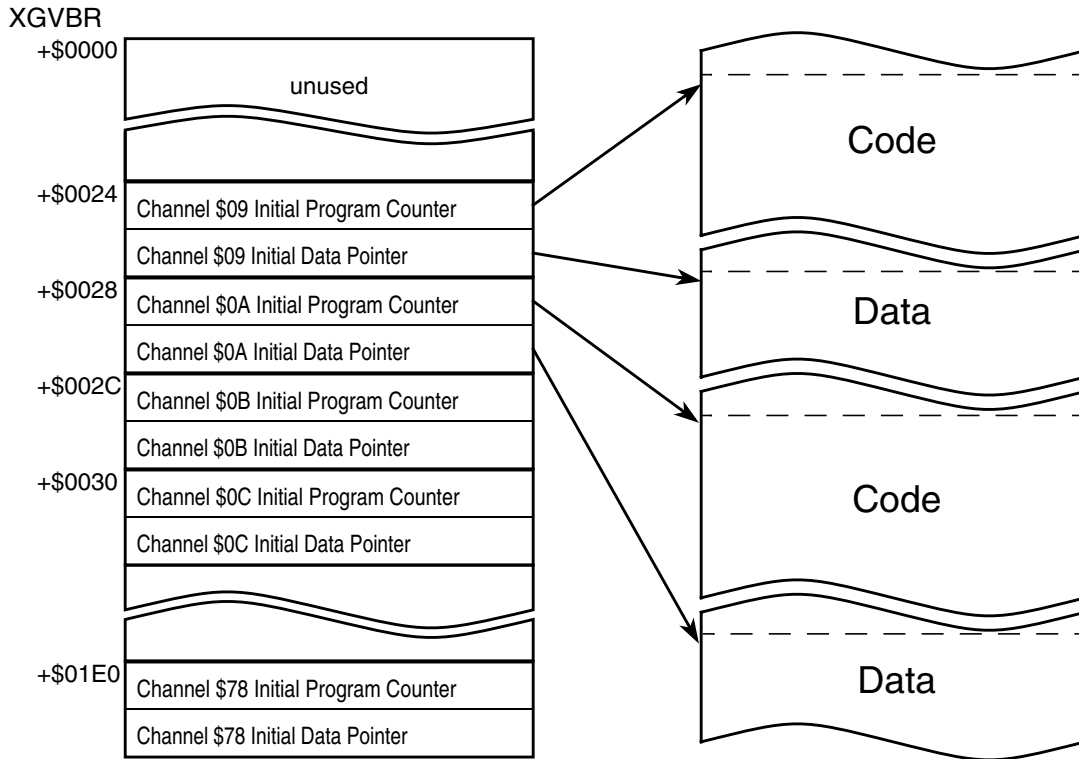 XGVBR
+$0000
unused
+$0024
Channel $09 Initial Program Counter
Channel $09 Initial Data Pointer
+$0028
Channel $0A Initial Program Counter
Channel $0A Initial Data Pointer
+$002C
Channel $0B Initial Program Counter
Channel $0B Initial Data Pointer
+$0030
Channel $0C Initial Program Counter
Channel $0C Initial Data Pointer
+$01E0
Channel $78 Initial Program Counter
Channel $78 Initial Data Pointer
Code
Data
Code
Data